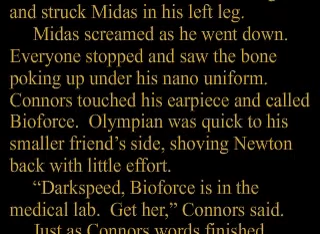 and struck Midas in his left leg.
Midas screamed as he went down.
Everyone stopped and saw the bone
poking up under his nano uniform.
Connors touched his earpiece and called
Bioforce.  Olympian was quick to his
smaller friend’s side, shoving Newton
back with little effort.
“Darkspeed, Bioforce is in the
medical lab.  Get her,” Connors said.
Just as Connors words finished